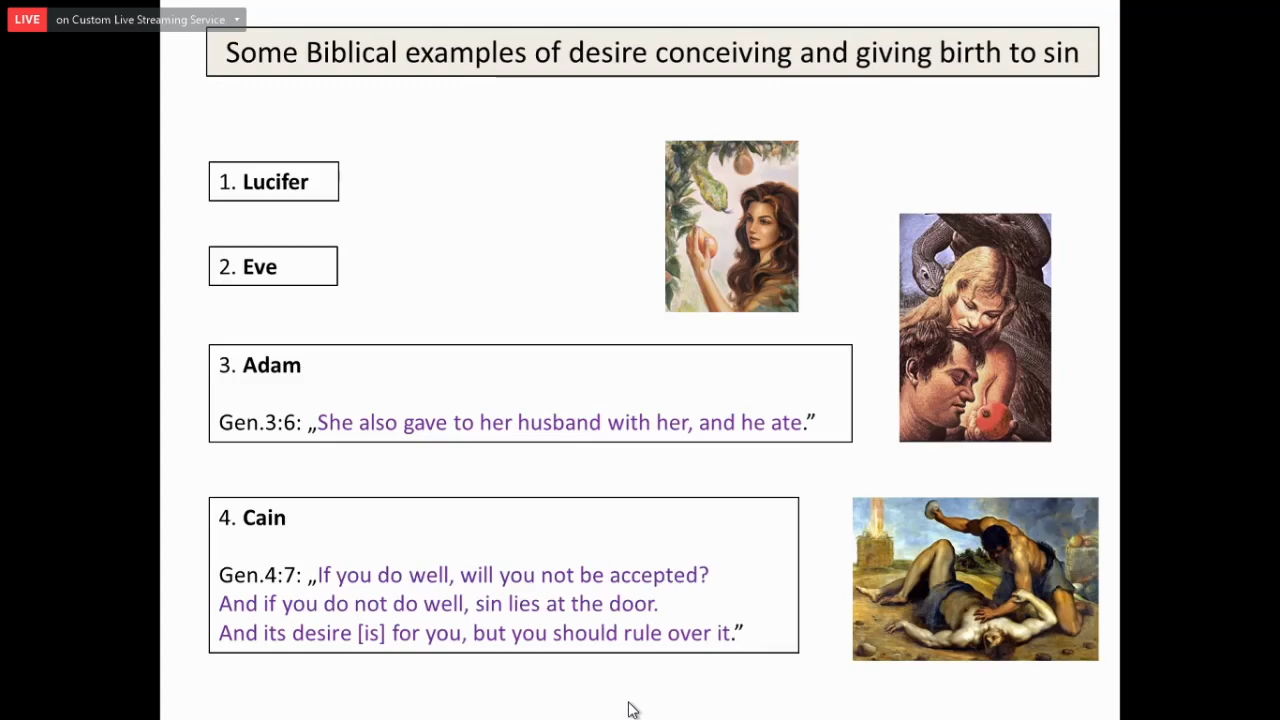 LIVE on Custom Live Streaming Service
Some Biblical examples of desire conceiving and giving birth to sin
1. Lucifer
2. Eve
3. Adam
Gen.3:6: „She also gave to her husband with her, and he ate.”
4. Cain
Gen.4:7: „If you do well, will you not be accepted?
And if you do not do well, sin lies at the door.
And its desire [is] for you, but you should rule over it.”